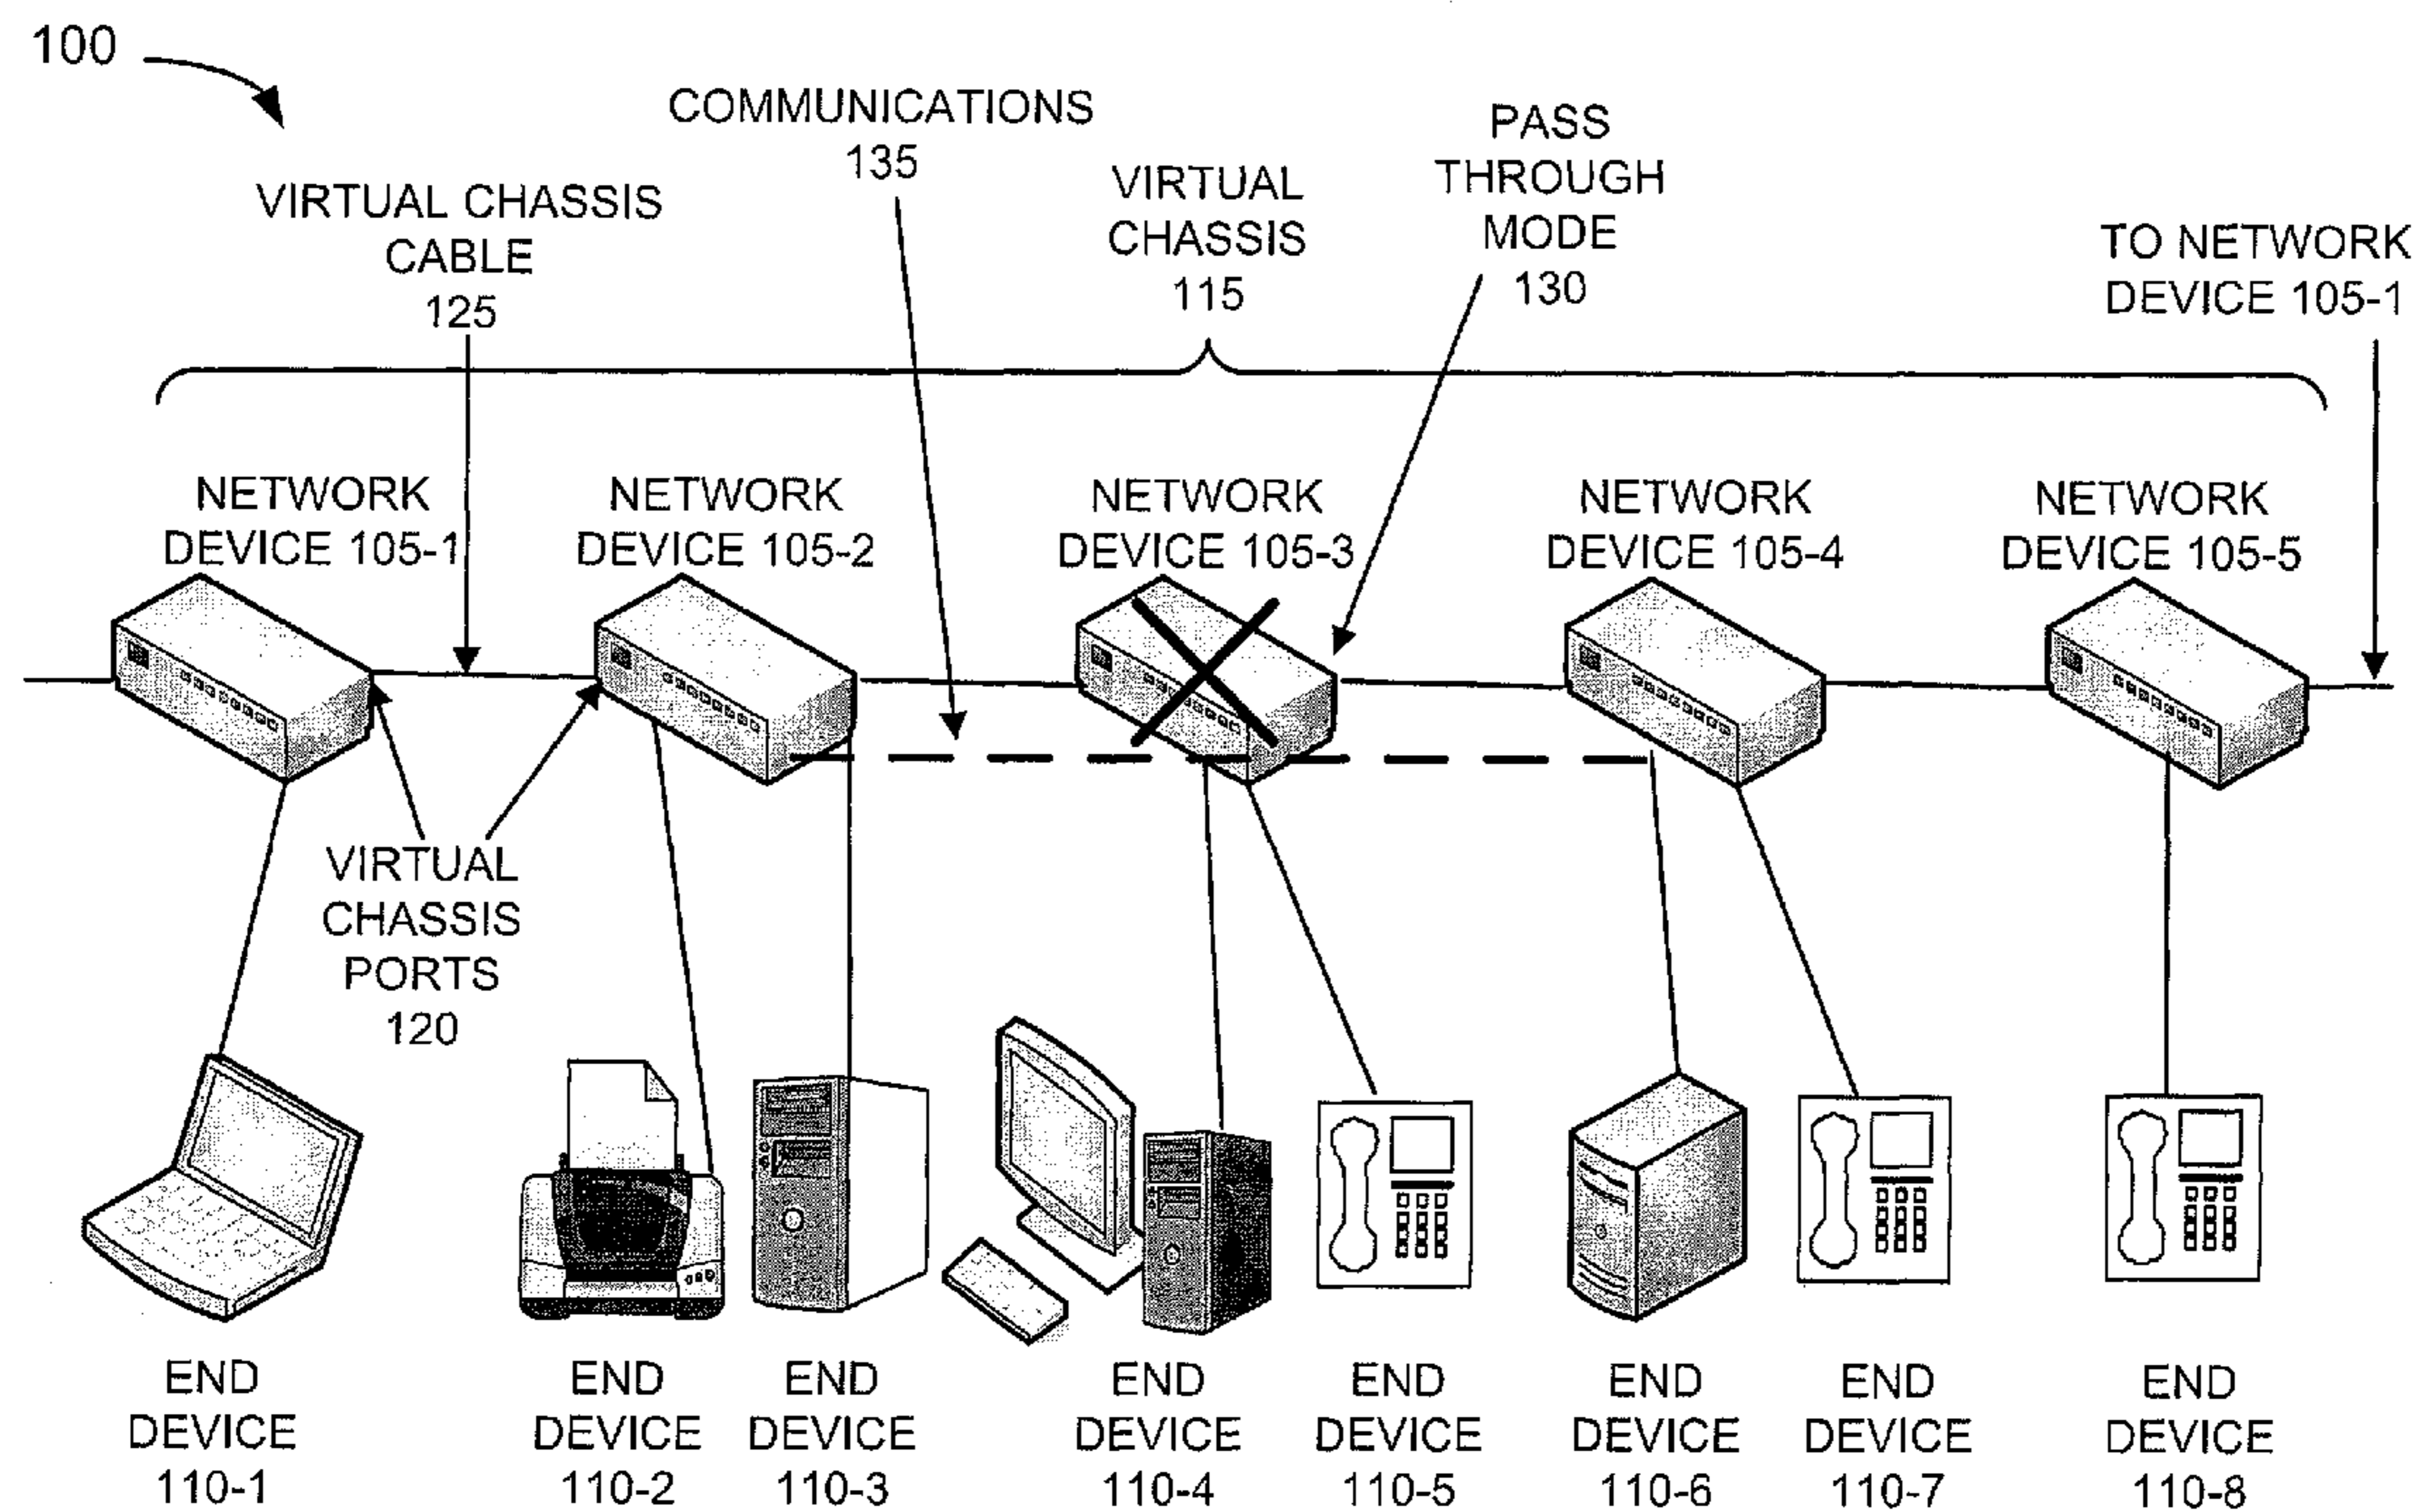 100
COMMUNICATIONS
135
VIRTUAL CHASSIS
CABLE
125
VIRTUAL
CHASSIS
115
PASS
THROUGH
MODE
130
TO NETWORK
DEVICE 105-1
NETWORK
DEVICE 105-1
NETWORK
DEVICE 105-2
NETWORK
DEVICE 105-3
NETWORK
DEVICE 105-4
NETWORK
DEVICE 105-5
VIRTUAL
CHASSIS
PORTS
120
END
DEVICE
110-1
END
DEVICE
110-2
END
DEVICE
110-3
END
DEVICE
110-4
END
DEVICE
110-5
END
DEVICE
110-6
END
DEVICE
110-7
END
DEVICE
110-8